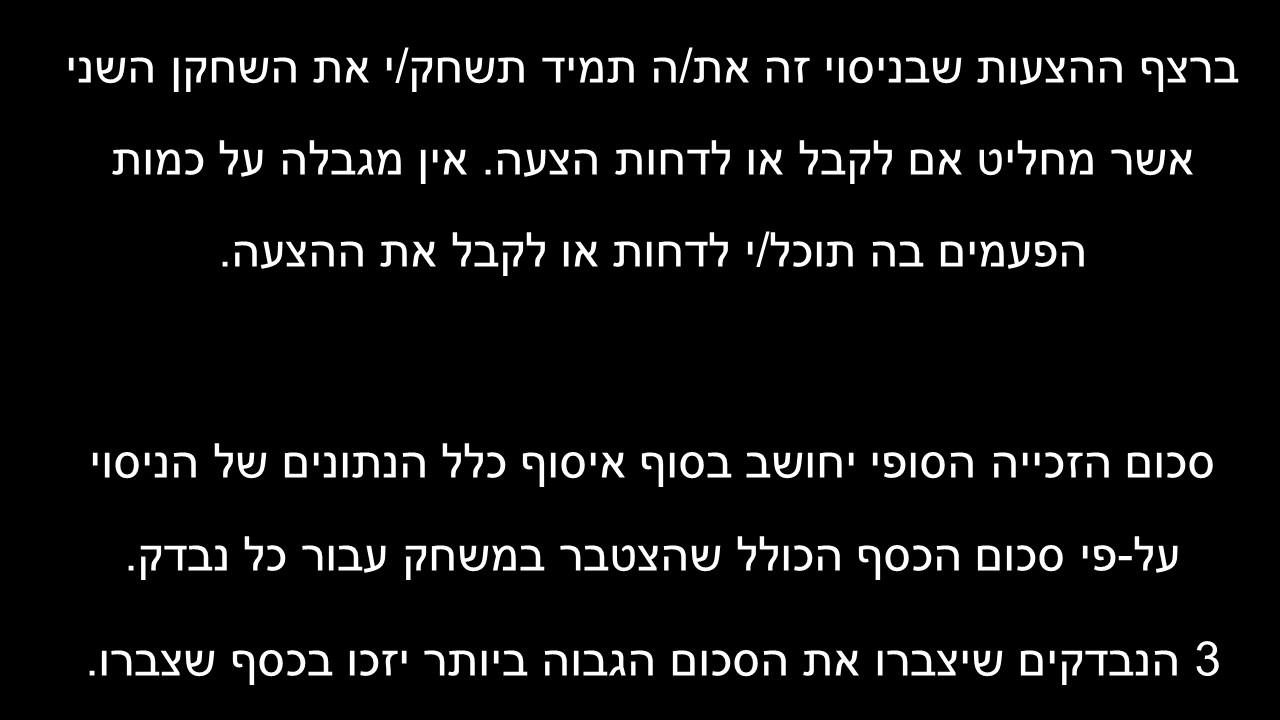 ברצף ההצעות שבניסוי זה את/ה תמיד תשחק/י את השחקן השני
אשר מחליט אם לקבל או לדחות הצעה. אין מגבלה על כמות
הפעמים בה תוכל/י לדחות או לקבל את ההצעה.
סכום הזכייה הסופי יחושב בסוף איסוף כלל הנתונים של הניסוי
על-פי סכום הכסף הכולל שהצטבר במשחק עבור כל נבדק.
3 הנבדקים שיצברו את הסכום הגבוה ביותר יזכו בכסף שצברו.